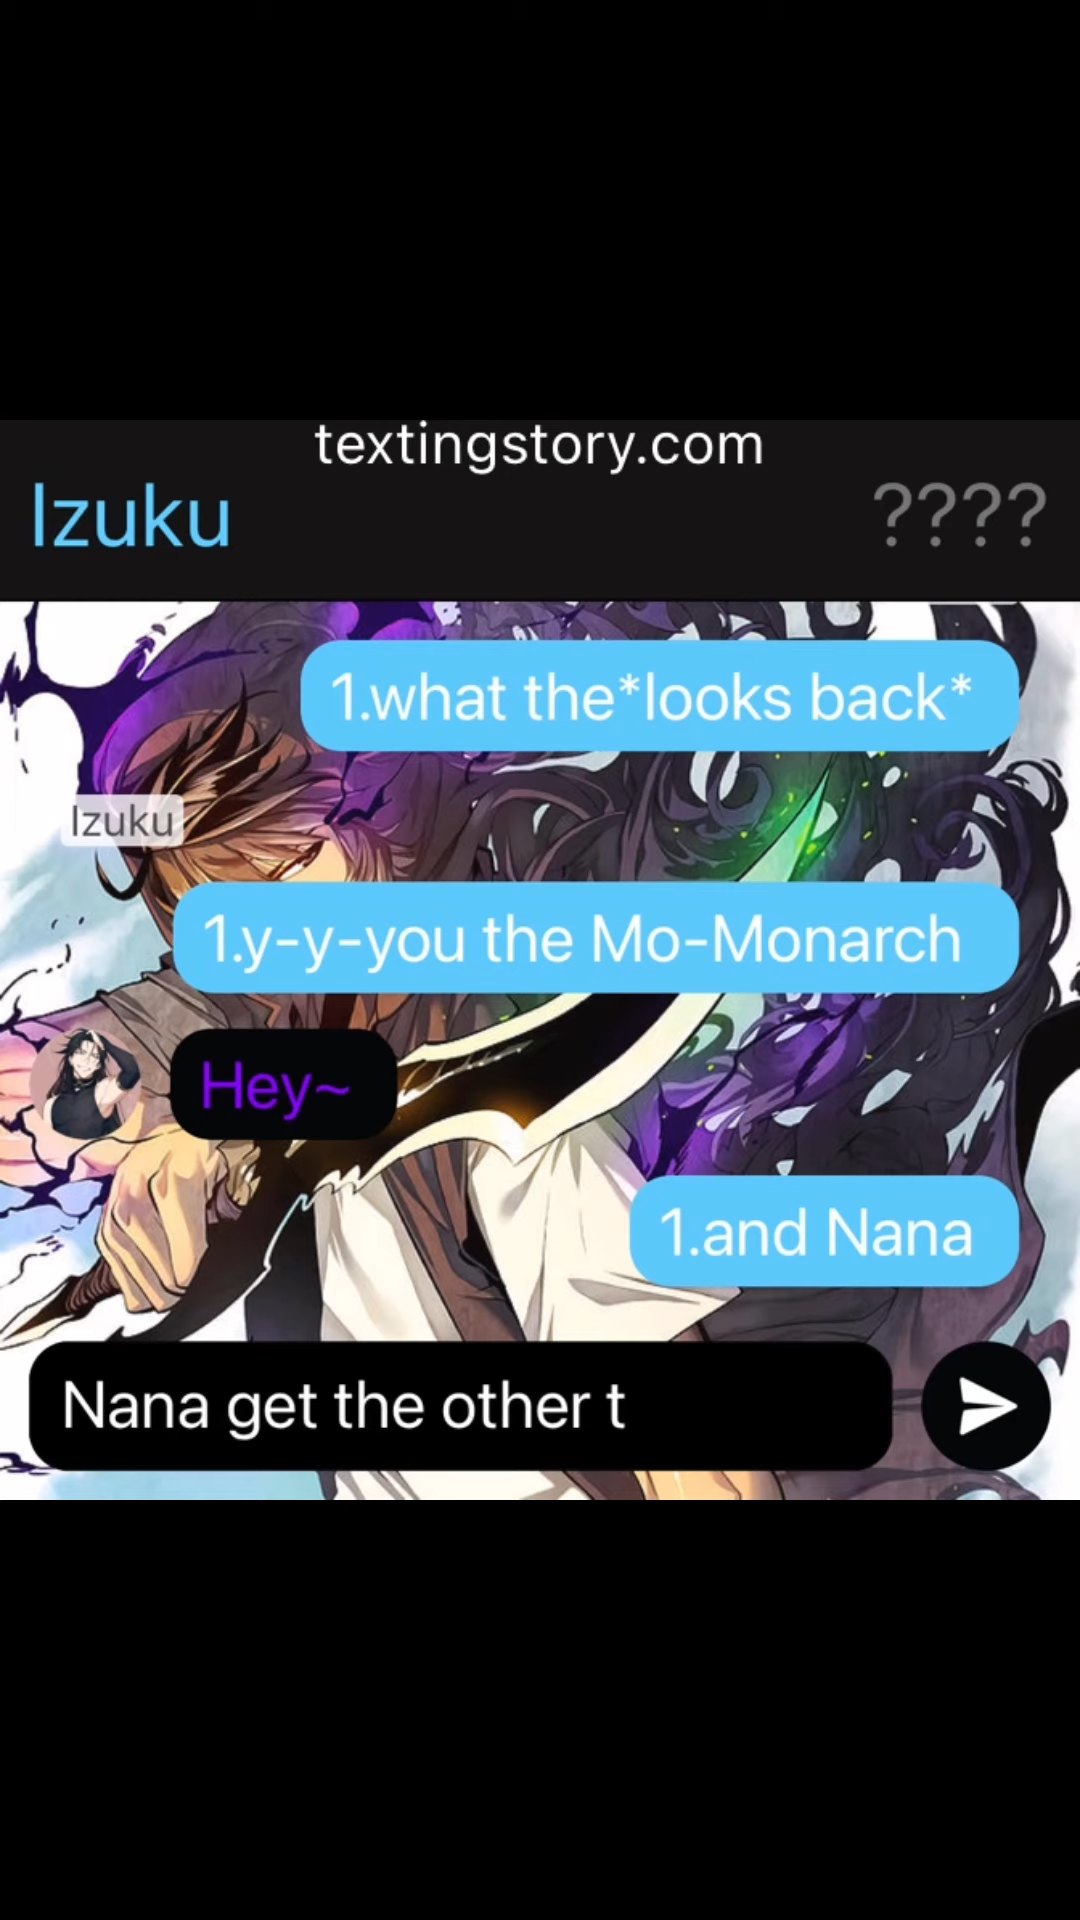 textingstory.com
Izuku
????
1.what the*looks back*
Izuku
1.y-y-you the Mo-Monarch
Hey~
1.and Nana
Nana get the other t